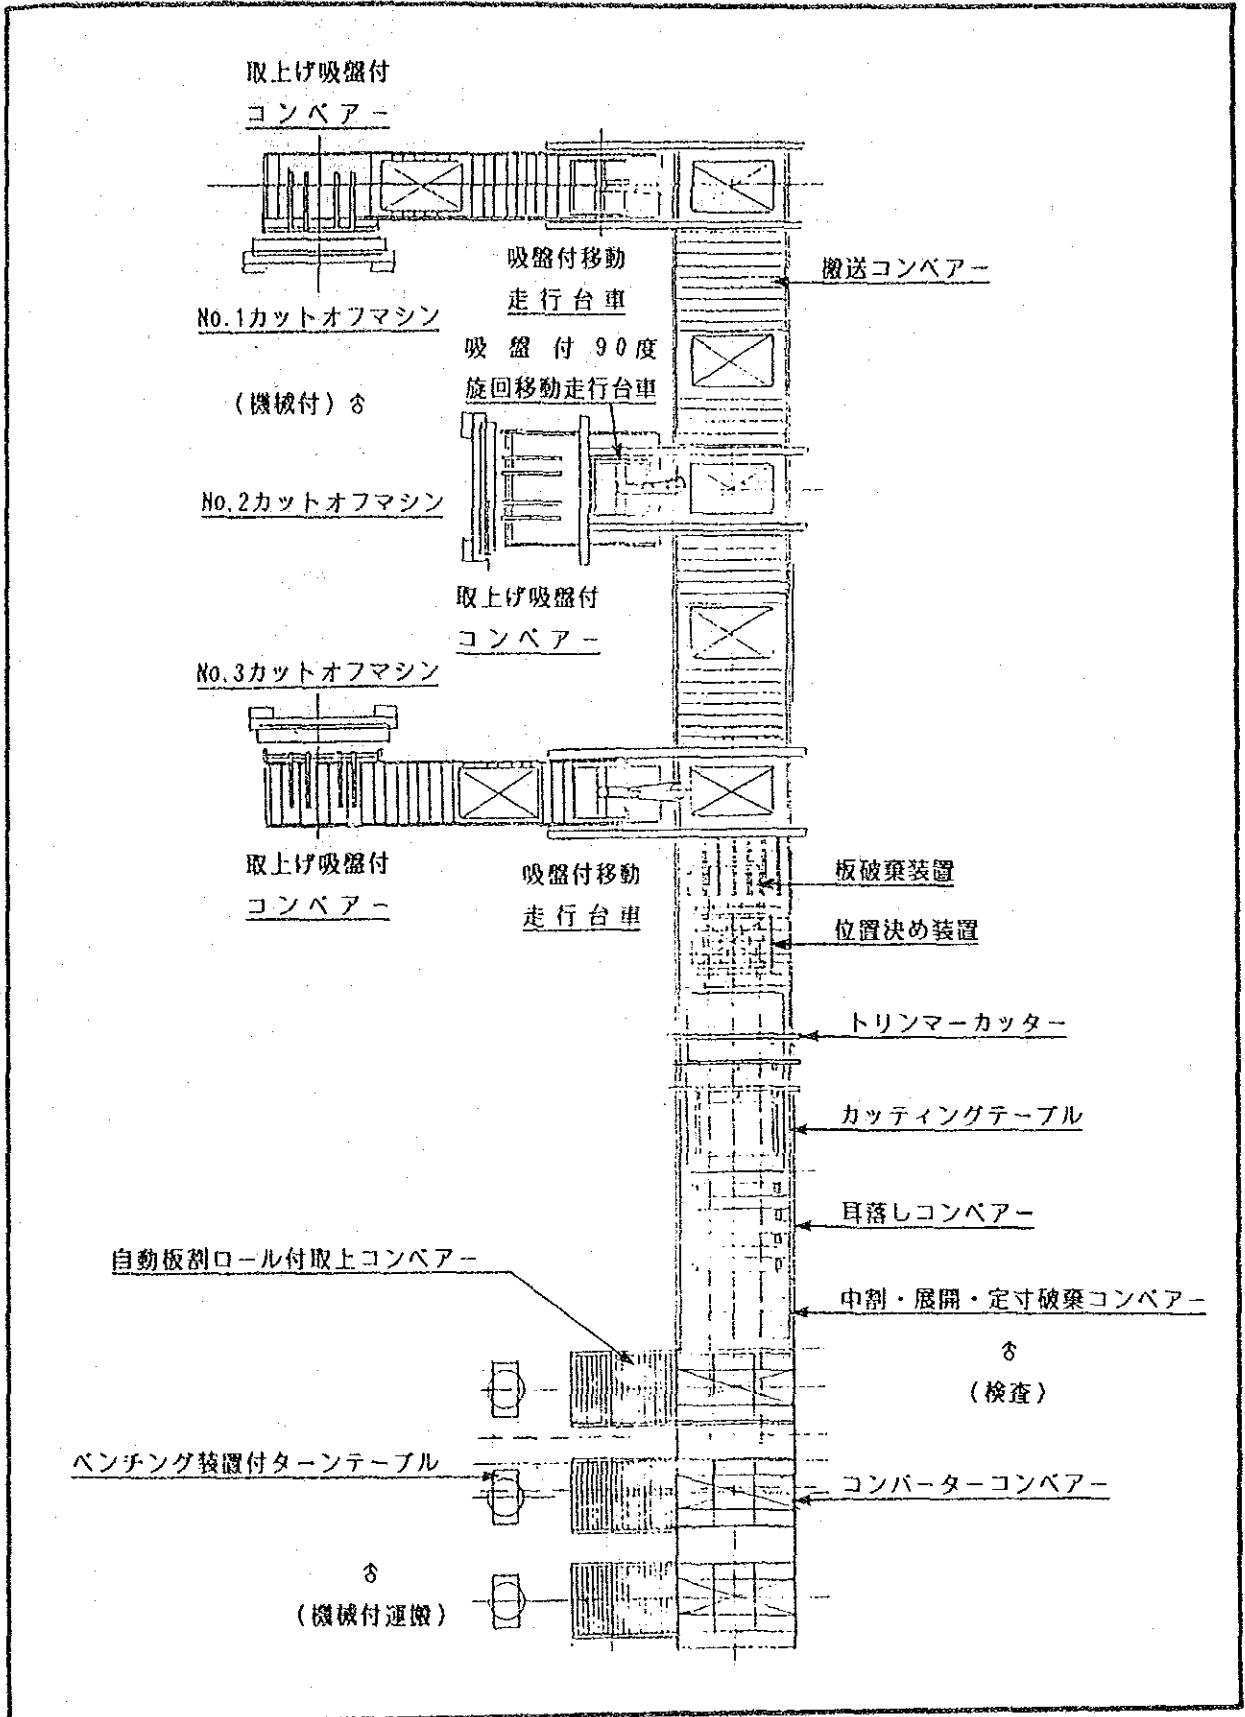 取上げ吸盤付
コンベアー
吸盤付移動
走行台車
搬送コンベアー
No.1カットオフマシン
吸盤付90度
旋回移動走行台車
(機械付)
No.2カットオフマシン
取上げ吸盤付
コンベアー
No.3カットオフマシン
取上げ吸盤付
コンベアー
吸盤付移動
走行台車
板破棄装置
位置決め装置
トリンマーカッター
カッティングテーブル
耳落しコンベアー
自動板割ロール付取上コンベアー
中割・展開・定寸破棄コンベアー
(検査)
ベンチング装置付ターンテーブル
コンバーターコンベアー
(機械付運搬)